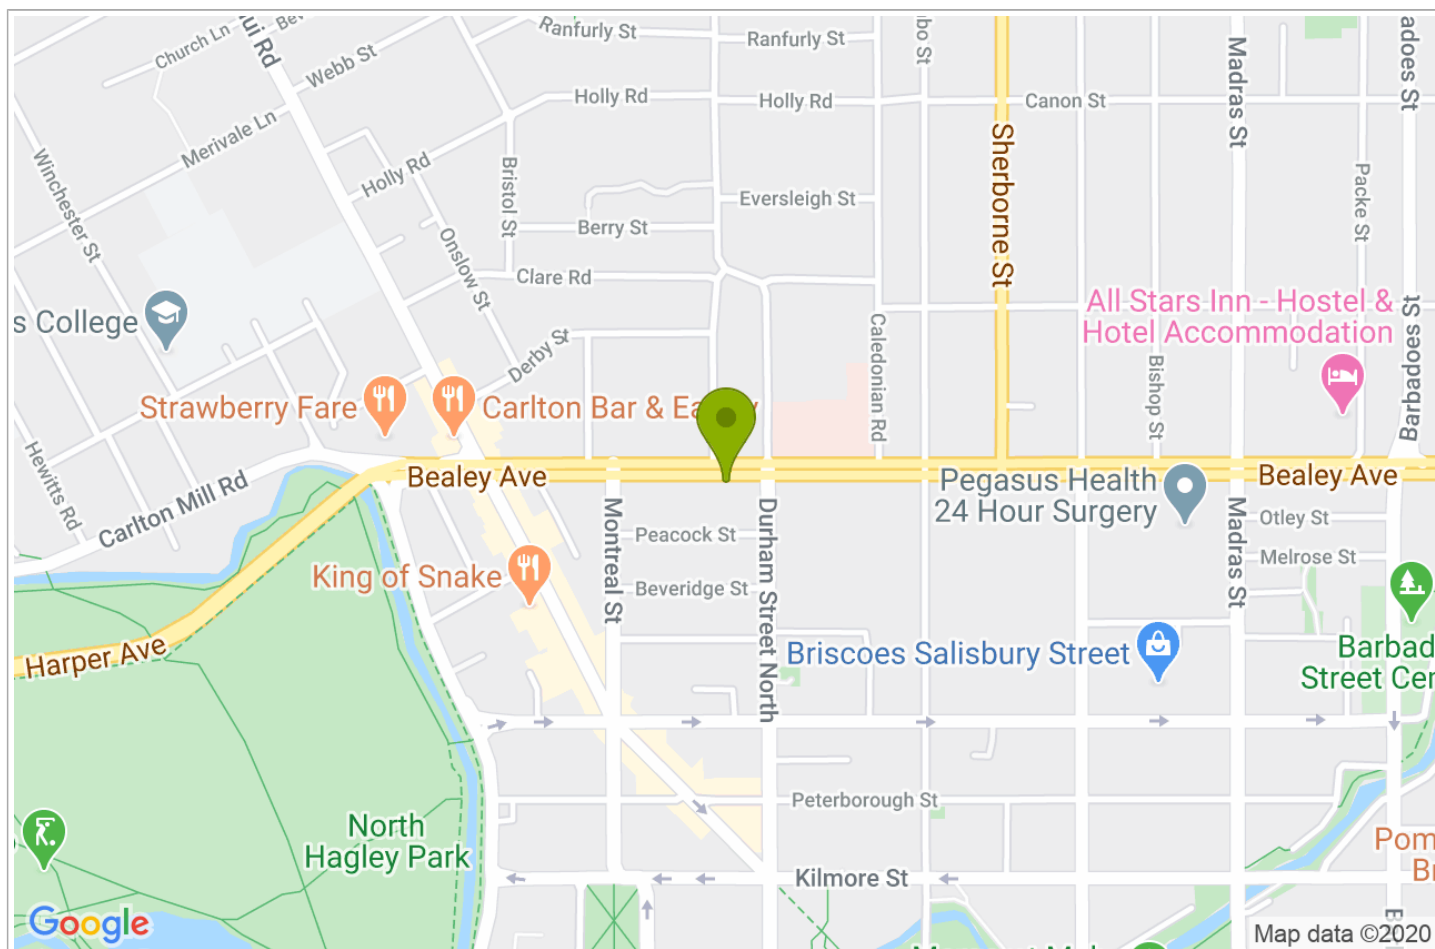 Church Ln
Ranfurly St
Ranfurly St
Webb St
Holly Rd
Holly Rd
Canon St
Madras St
Merivale Ln
Winchester St
Holly Rd
Bristol St
Eversleigh St
Sherborne St
Packe St
Berry St
Onslow St
Clare Rd
s College
Derby St
Caledonian Rd
All Stars Inn - Hostel &
Hotel Accommodation
Bishop St
Barbadoes St
Strawberry Fare
Carlton Bar &
Hewitts Rd
Carlton Mill Rd
Bealey Ave
Bealey Ave
Pegasus Health
24 Hour Surgery
Montreal St
Peacock St
Durham Street North
Otley St
Madras St
Melrose St
King of Snake
Beveridge St
Harper Ave
Briscoes Salisbury Street
Barbad
Street Cer
Peterborough St
North
Hagley Park
Kilmore St
Pom
Google
Map data ©2020